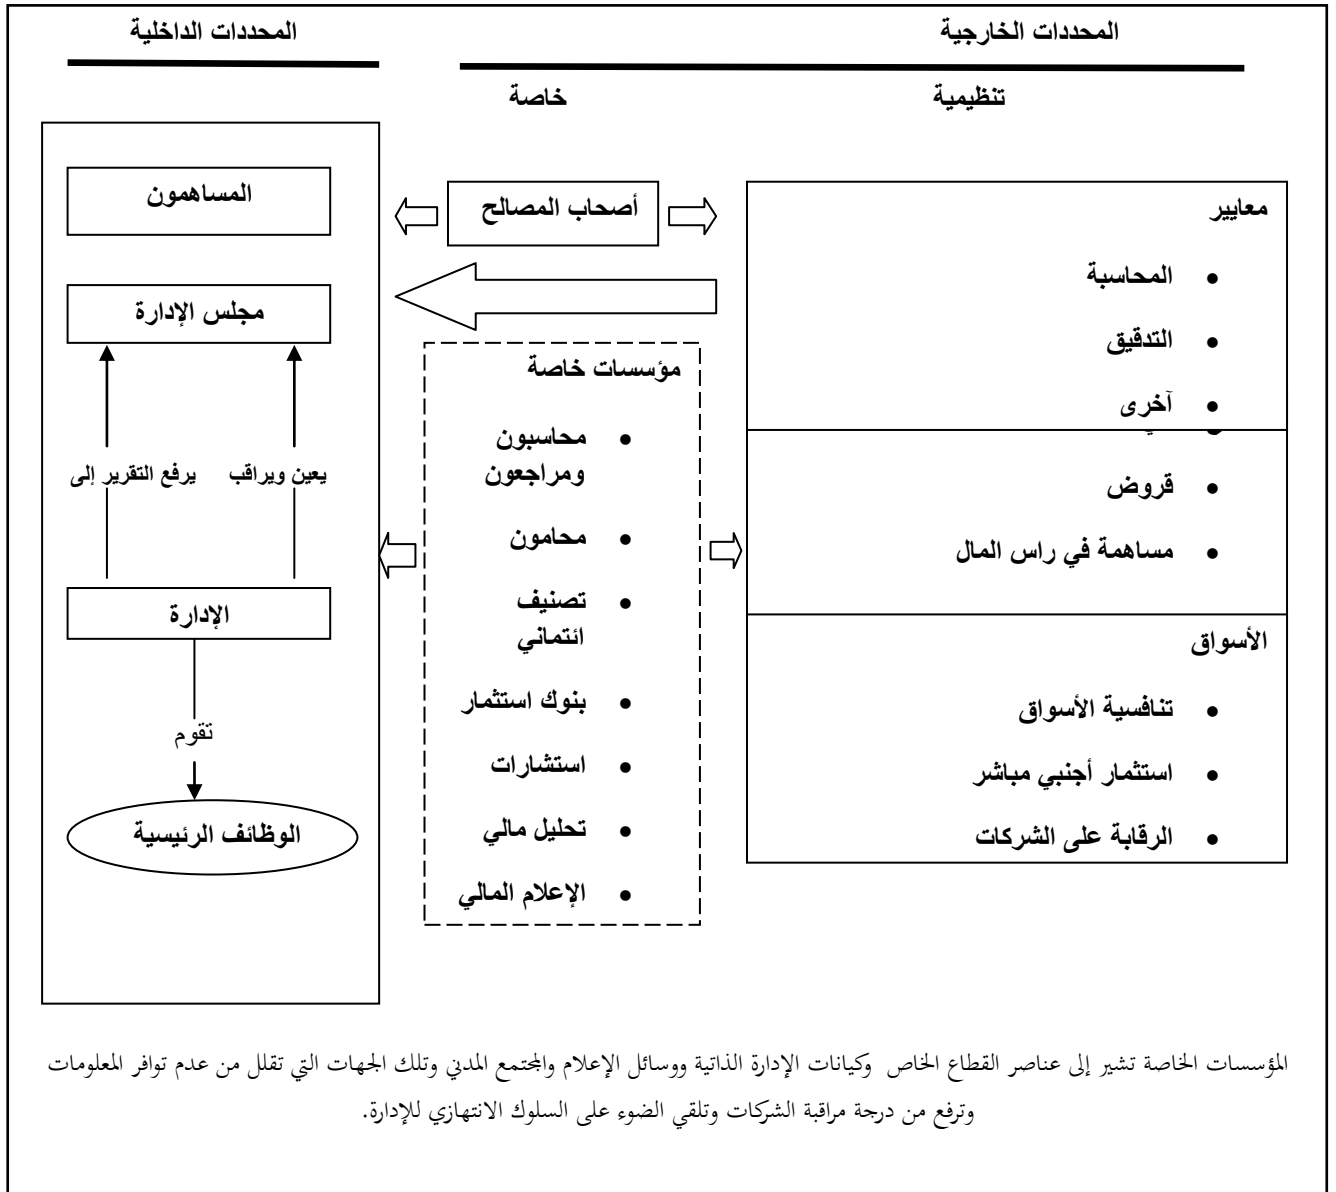 المحددات الخارجية
المحددات الداخلية
تنظيمية
خاصة
معايير
المحاسبة
التدقيق
آخرى
قروض
مساهمة في راس المال
الأسواق
تنافسية الأسواق
استثمار أجنبي مباشر
الرقابة على الشركات
أصحاب المصالح
مؤسسات خاصة
محاسبون
ومراجعون
محامون
تصنيف
ائتماني
بنوك استثمار
استشارات
تحليل مالي
الإعلام المالي
المساهمون
مجلس الإدارة
يعين ويراقب
يرفع التقرير إلى
الإدارة
تقوم
الوظائف الرئيسية
المؤسسات الخاصة تشير إلى عناصر القطاع الخاص وكيانات الإدارة الذاتية ووسائل الإعلام والمجتمع المدني وتلك الجهات التي تقلل من عدم توافر المعلومات
وترفع من درجة مراقبة الشركات وتلقي الضوء على السلوك الانتهازي للإدارة.